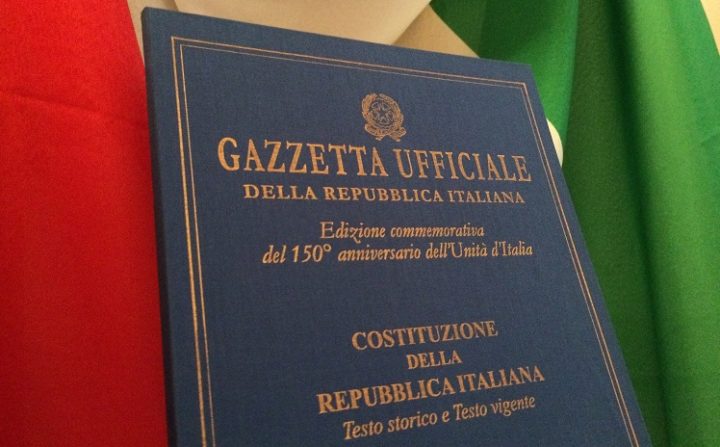 GAZZETTA UFFICIALE
DELLA REPUBBLICA ITALIANA
Edizione commemorativa
del 150° anniversario dell'Unità d'Italia
COSTITUZIONE
DELLA
REPUBBLICA ITALIANA
Testo storico e Testo vigente